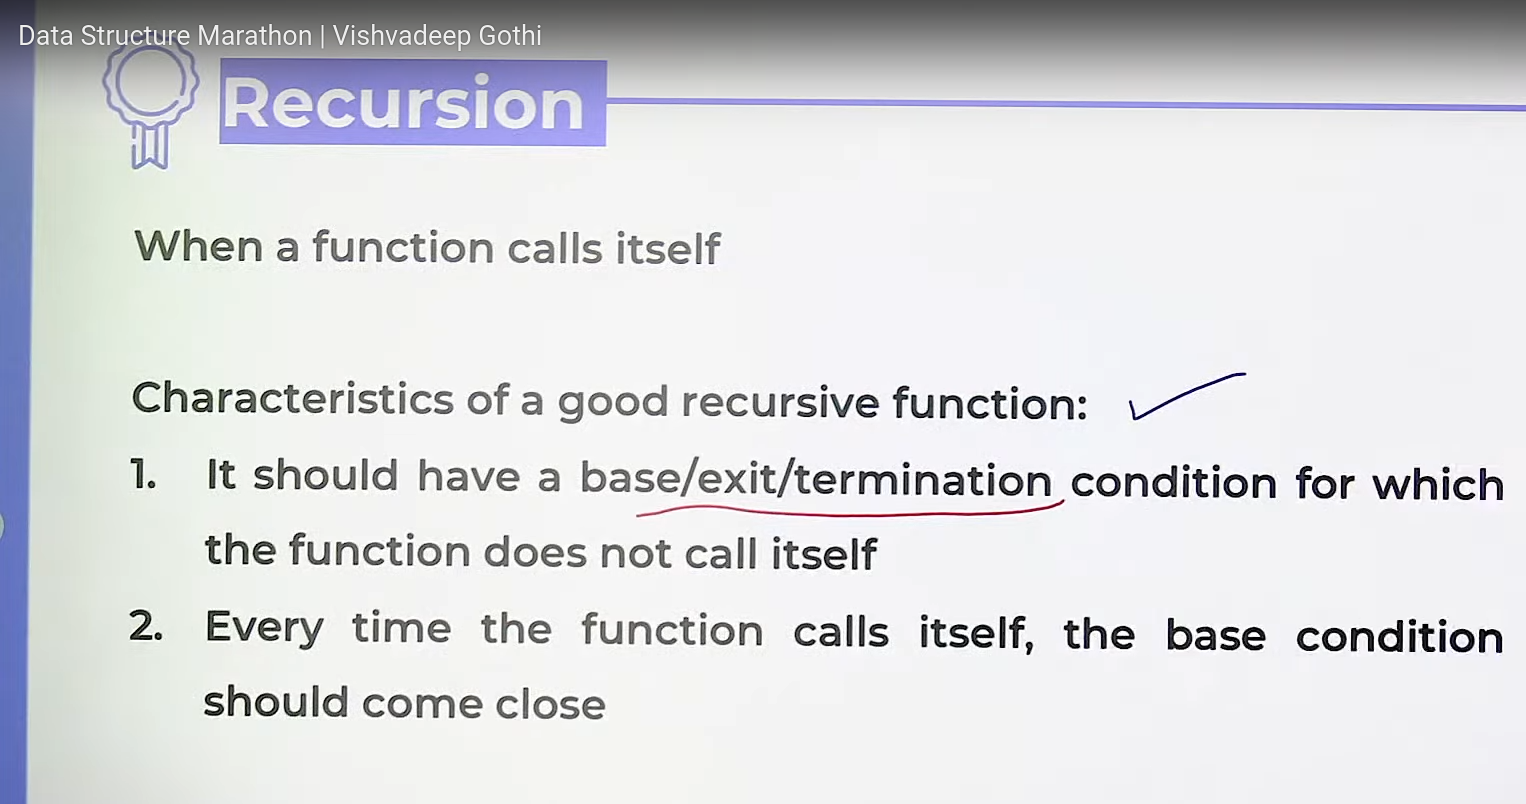 Data Structure Marathon | Vishvadeep Gothi
Recursion
When a function calls itself
Characteristics of a good recursive function:
1. It should have a base/exit/termination condition for which
the function does not call itself
2. Every time the function calls itself, the base condition
should come close